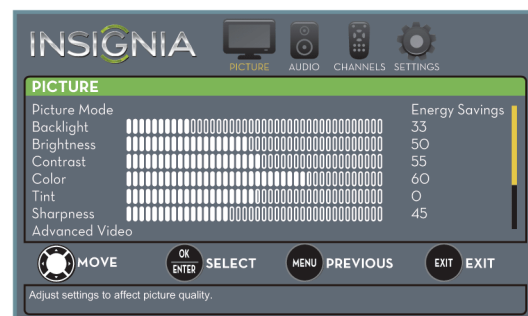 INSIGNIA
PICTURE AUDIO CHANNELS SETTINGS
PICTURE
Picture Mode Energy Savings
Backlight 33
Brightness 50
Contrast 55
Color 60
Tint 0
Sharpness 45
Advanced Video
MOVE OK ENTER SELECT MENU PREVIOUS EXIT EXIT
Adjust settings to affect picture quality.